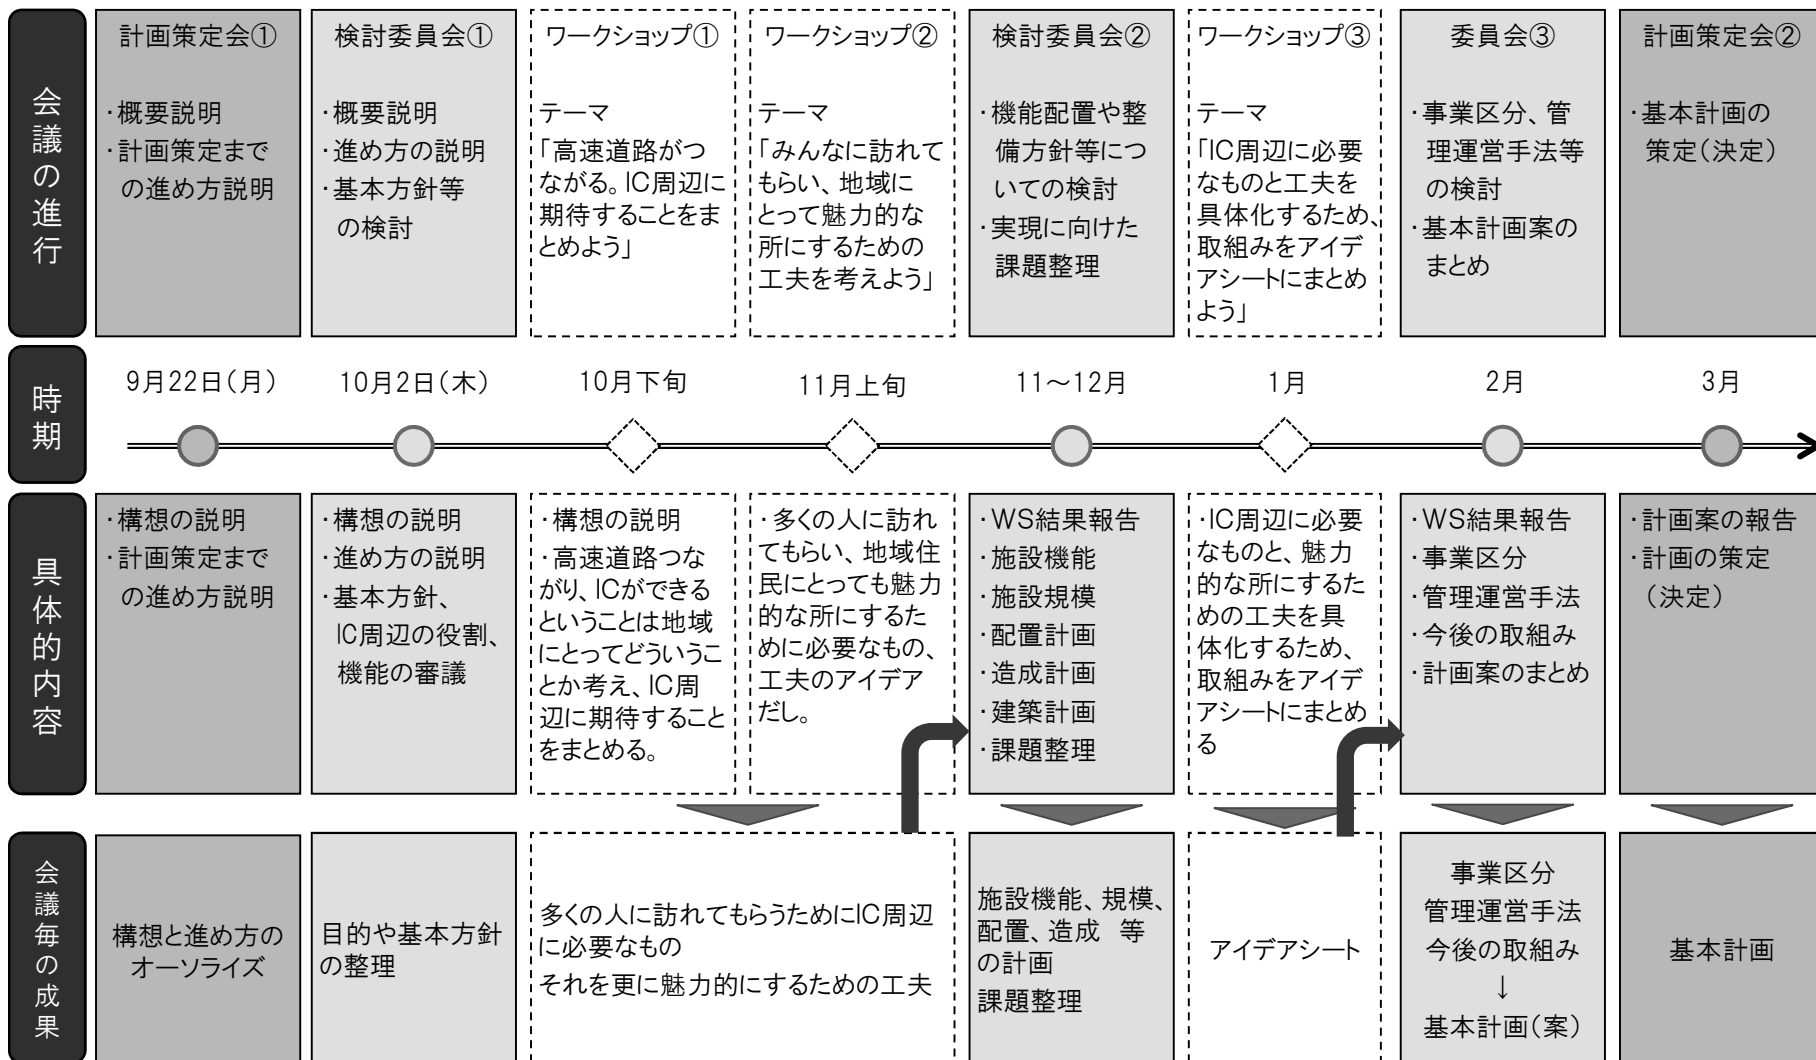 会議の進行
計画策定会①
・概要説明
・計画策定まで
の進め方説明
検討委員会①
・概要説明
・進め方の説明
・基本方針等
の検討
ワークショップ①
テーマ
「高速道路がつ
ながる。IC周辺に
期待することをま
とめよう」
ワークショップ②
テーマ
「みんなに訪れて
もらい、地域に
とって魅力的な
所にするための
工夫を考えよう」
検討委員会②
・機能配置や整
備方針等につ
いての検討
・実現に向けた
課題整理
ワークショップ③
テーマ
「IC周辺に必要
なものと工夫を
具体化するため、
取組みをアイデ
アシートにまとめ
よう」
委員会③
・事業区分、管
理運営手法等
の検討
・基本計画案の
まとめ
計画策定会②
・基本計画の
策定(決定)
時期
9月22日(月)
10月2日(木)
10月下旬
11月上旬
11～12月
1月
2月
3月
具体的内容
・構想の説明
・計画策定まで
の進め方説明
・構想の説明
・進め方の説明
・基本方針、
IC周辺の役割、
機能の審議
・構想の説明
・高速道路つな
がり、ICができる
ということは地域
にとってどういうこ
とか考え、IC周
辺に期待すること
をまとめる。
・多くの人に訪れ
てもらい、地域住
民にとっても魅力
的な所にするた
めに必要なもの、
工夫のアイデア
だし。
・WS結果報告
・施設機能
・施設規模
・配置計画
・造成計画
・建築計画
・課題整理
・IC周辺に必要
なものと、魅力
的な所にするた
めの工夫を具
体化するため、
取組みをアイデ
アシートにまとめ
る
・WS結果報告
・事業区分
・管理運営手法
・今後の取組み
・計画案のまとめ
・計画案の報告
・計画の策定
(決定)
会議毎の成果
構想と進め方の
オーソライズ
目的や基本方針
の整理
多くの人に訪れてもらうためにIC周辺
に必要なもの
それを更に魅力的にするための工夫
施設機能、規模、
配置、造成　等
の計画
課題整理
アイデアシート
事業区分
管理運営手法
今後の取組み
↓
基本計画(案)
基本計画